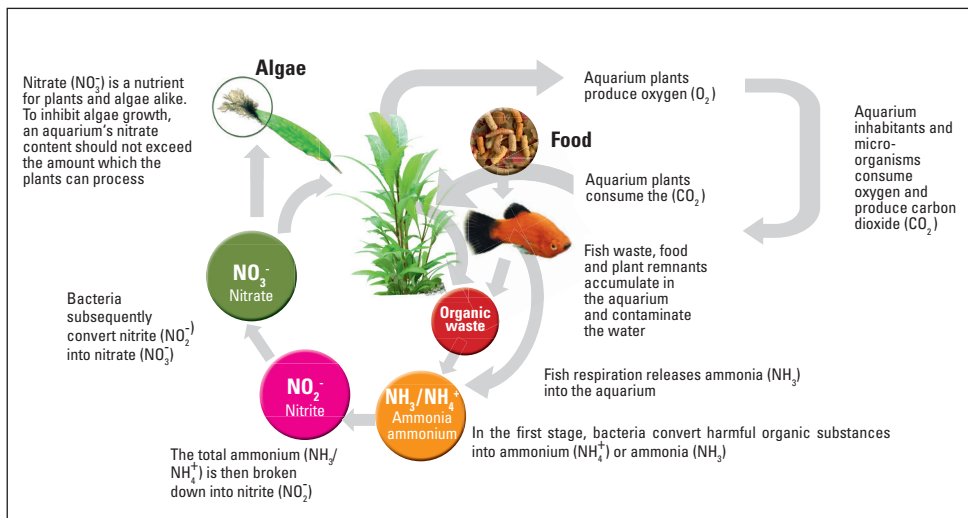 Nitrate (NO₃⁻) is a nutrient
for plants and algae alike.
To inhibit algae growth,
an aquarium's nitrate
content should not exceed
the amount which the
plants can process
Algae
Food
Aquarium plants
produce oxygen (O₂)
Aquarium
inhabitants and
micro-
organisms
consume
oxygen and
produce carbon
dioxide (CO₂)
Aquarium plants
consume the (CO₂)
Fish waste, food
and plant remnants
accumulate in
the aquarium
and contaminate
the water
Organic
waste
Fish respiration releases ammonia (NH₃)
into the aquarium
NH₃/NH₄⁺
Ammonia
ammonium
In the first stage, bacteria convert harmful organic substances
into ammonium (NH₄⁺) or ammonia (NH₃)
NO₂⁻
Nitrite
The total ammonium (NH₃/
NH₄⁺) is then broken
down into nitrite (NO₂⁻)
NO₃⁻
Nitrate
Bacteria
subsequently
convert nitrite (NO₂⁻)
into nitrate (NO₃⁻)